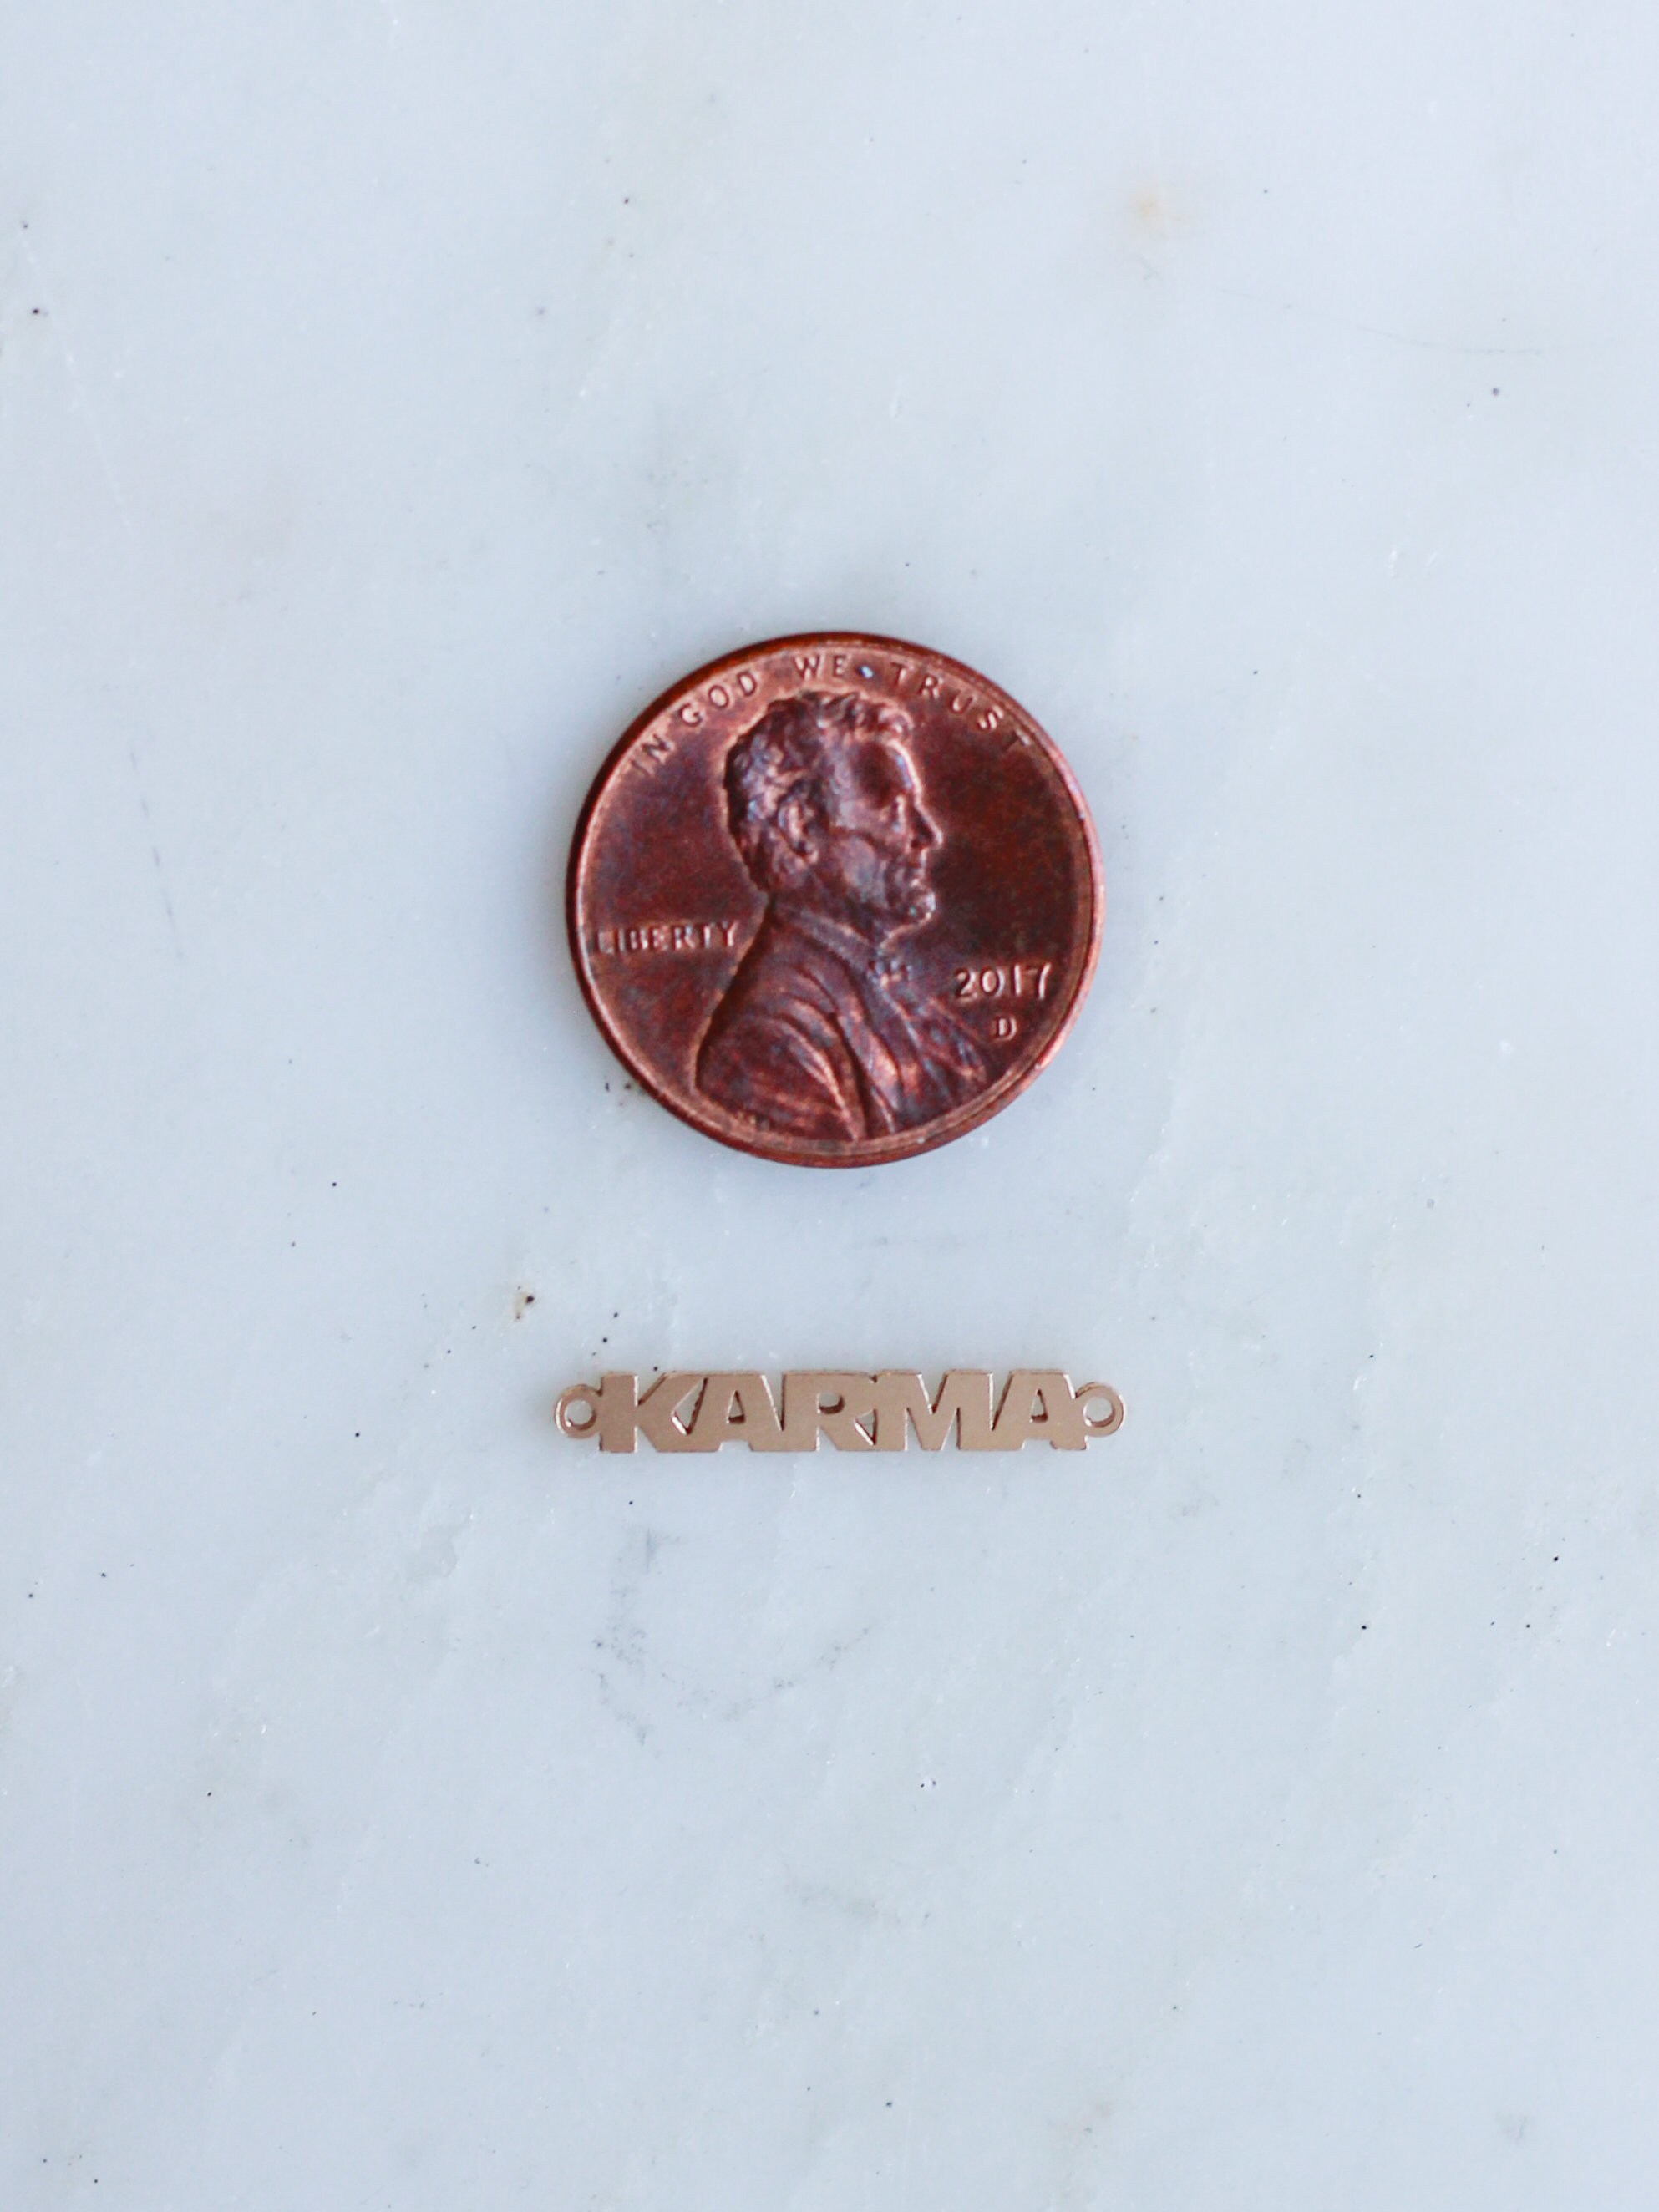 IN GOD WE TRUST
LIBERTY
2017
D
KARMA